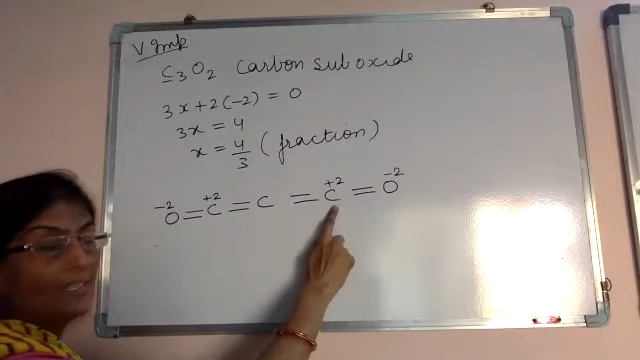 V Imp
C₃O₂ Carbon suboxide
3x + 2(-2) = 0
3x = 4
x = 4/3 (fraction)
-2 +2 +2 -2
O = C = C = C = O